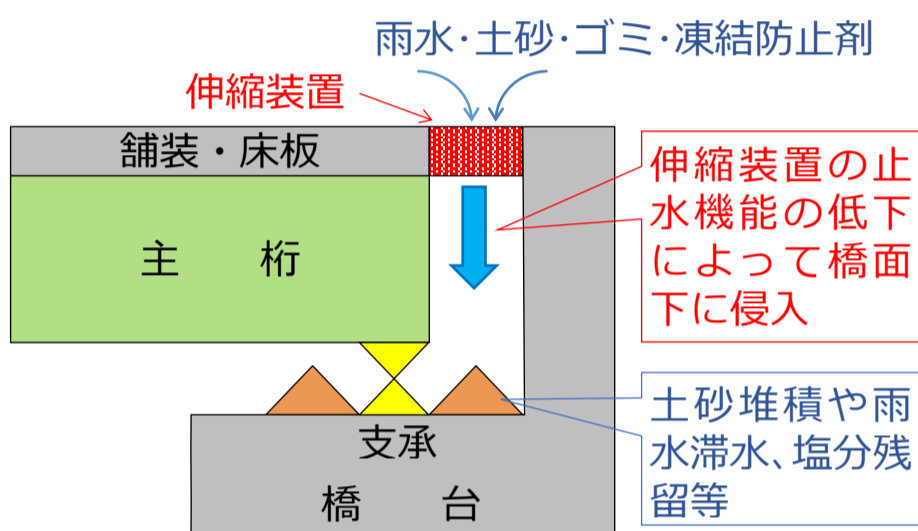 雨水・土砂・ゴミ・凍結防止剤
伸縮装置
舗装・床板
伸縮装置の止
水機能の低下
によって橋面
下に侵入
主　桁
土砂堆積や雨
水滞水、塩分残
留等
支承
橋　台